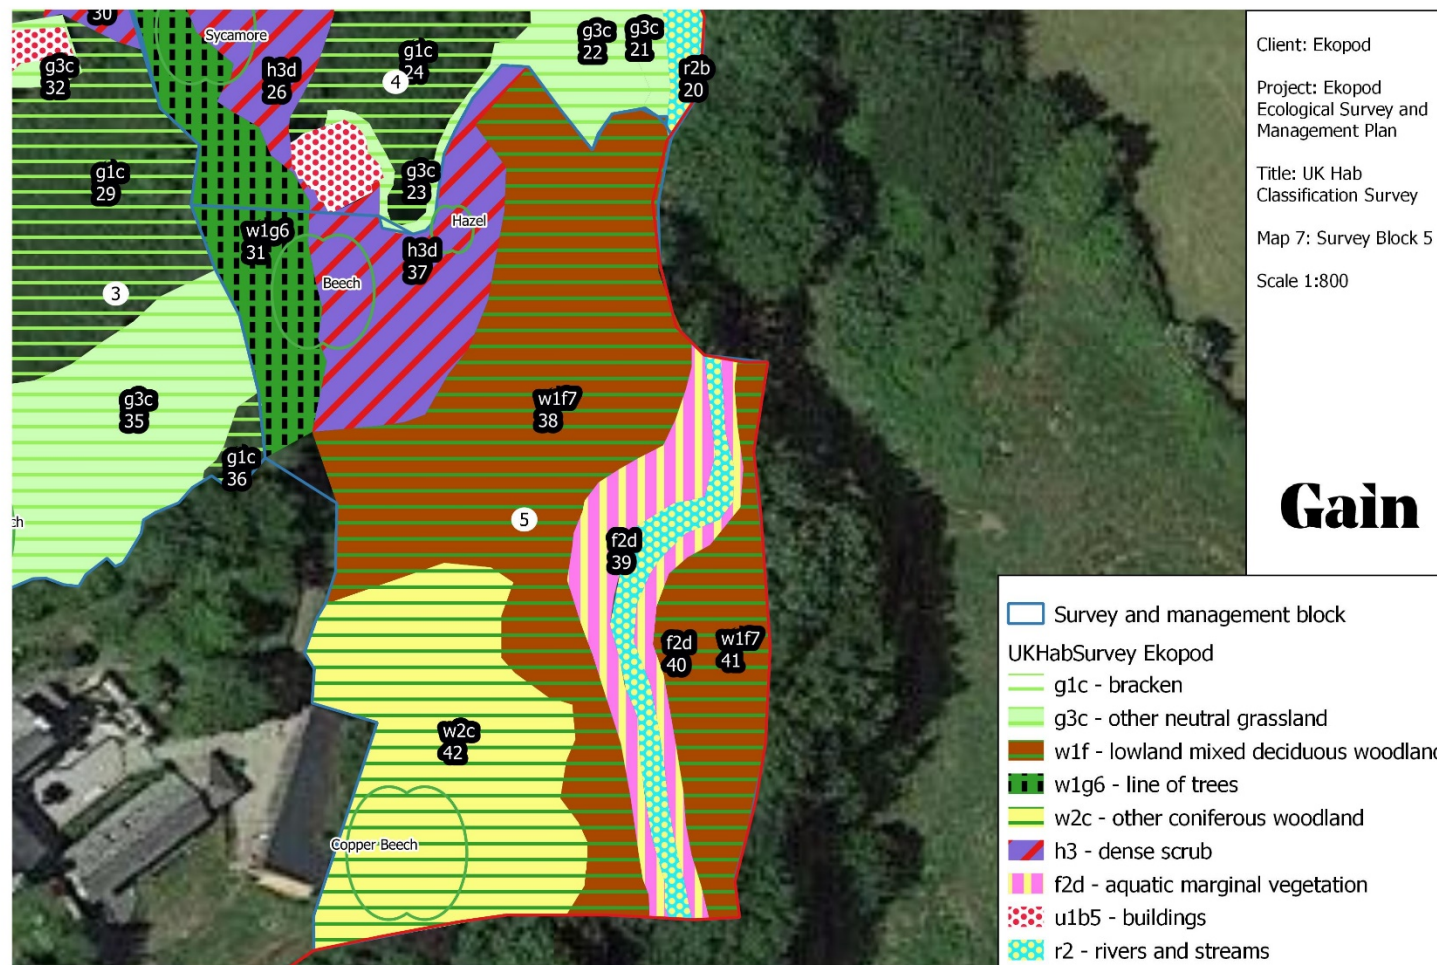 30
Sycamore
g3c
32
h3d
26
g1c
24
4
g3c
22
g3c
21
r2b
20
g1c
29
g3c
23
w1g6
31
Hazel
h3d
37
Beech
3
g3c
35
w1f7
38
g1c
36
ch
5
f2d
39
f2d
40
w1f7
41
w2c
42
Copper Beech
Client: Ekopod
Project: Ekopod
Ecological Survey and
Management Plan
Title: UK Hab
Classification Survey
Map 7: Survey Block 5
Scale 1:800
Gain
Survey and management block
UKHabSurvey Ekopod
g1c - bracken
g3c - other neutral grassland
w1f - lowland mixed deciduous woodland
w1g6 - line of trees
w2c - other coniferous woodland
h3 - dense scrub
f2d - aquatic marginal vegetation
u1b5 - buildings
r2 - rivers and streams